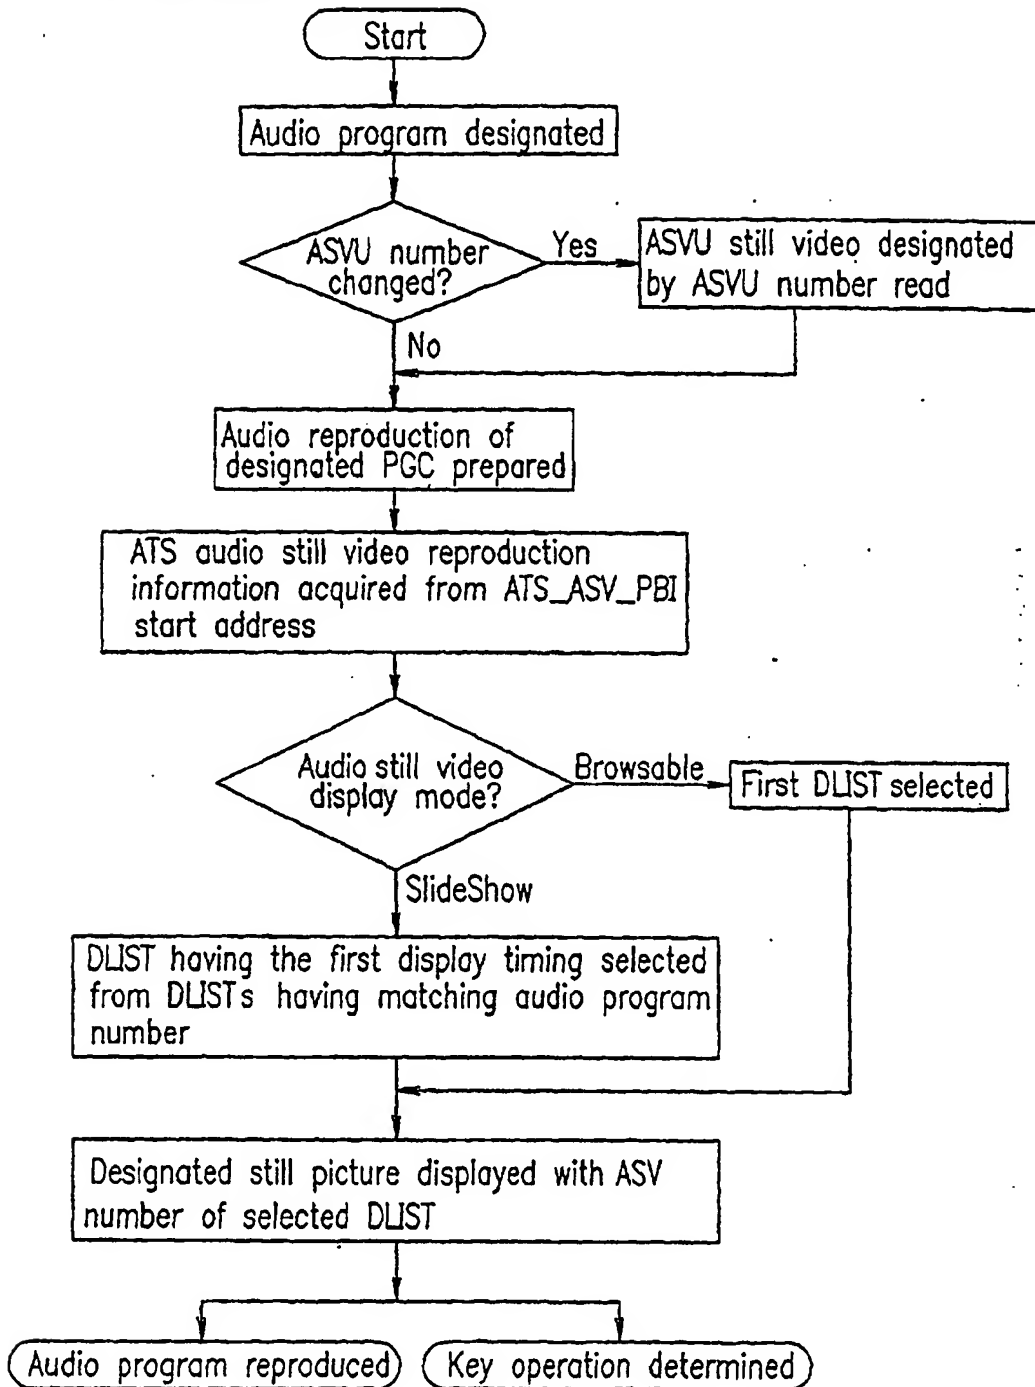 Start
Audio program designated
ASVU number
changed?
Yes
ASVU still video designated
by ASVU number read
No
Audio reproduction of
designated PGC prepared
ATS audio still video reproduction
information acquired from ATS_ASV_PBI
start address
Audio still video
display mode?
Browsable
First DLIST selected
SlideShow
DLIST having the first display timing selected
from DLISTs having matching audio program
number
Designated still picture displayed with ASV
number of selected DLIST
Audio program reproduced
Key operation determined